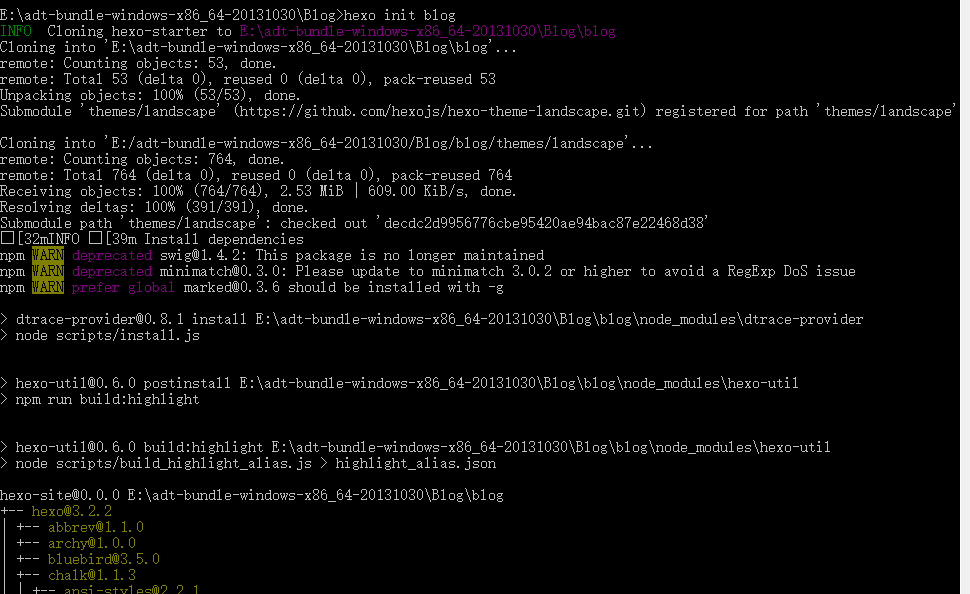 E:\adt-bundle-windows-x86_64-20131030\Blog>hexo init blog
INFO  Cloning hexo-starter to E:\adt-bundle-windows-x86_64-20131030\Blog\blog
Cloning into 'E:\adt-bundle-windows-x86_64-20131030\Blog\blog'...
remote: Counting objects: 53, done.
remote: Total 53 (delta 0), reused 0 (delta 0), pack-reused 53
Unpacking objects: 100% (53/53), done.
Submodule 'themes/landscape' (https://github.com/hexojs/hexo-theme-landscape.git) registered for path 'themes/landscape'
Cloning into 'E:/adt-bundle-windows-x86_64-20131030/Blog/blog/themes/landscape'...
remote: Counting objects: 764, done.
remote: Total 764 (delta 0), reused 0 (delta 0), pack-reused 764
Receiving objects: 100% (764/764), 2.53 MiB | 609.00 KiB/s, done.
Resolving deltas: 100% (391/391), done.
Submodule path 'themes/landscape': checked out 'decdc2d9956776cbe95420ae94bac87e22468d38'
□[32mINFO □[39m Install dependencies
npm WARN deprecated swig@1.4.2: This package is no longer maintained
npm WARN deprecated minimatch@0.3.0: Please update to minimatch 3.0.2 or higher to avoid a RegExp DoS issue
npm WARN prefer global marked@0.3.6 should be installed with -g
> dtrace-provider@0.8.1 install E:\adt-bundle-windows-x86_64-20131030\Blog\blog\node_modules\dtrace-provider
> node scripts/install.js
> hexo-util@0.6.0 postinstall E:\adt-bundle-windows-x86_64-20131030\Blog\blog\node_modules\hexo-util
> npm run build:highlight
> hexo-util@0.6.0 build:highlight E:\adt-bundle-windows-x86_64-20131030\Blog\blog\node_modules\hexo-util
> node scripts/build_highlight_alias.js > highlight_alias.json
hexo-site@0.0.0 E:\adt-bundle-windows-x86_64-20131030\Blog\blog
+-- hexo@3.2.2
| +-- abbrev@1.1.0
| +-- archy@1.0.0
| +-- bluebird@3.5.0
| +-- chalk@1.1.3
| | +-- ansi-styles@2.2.1